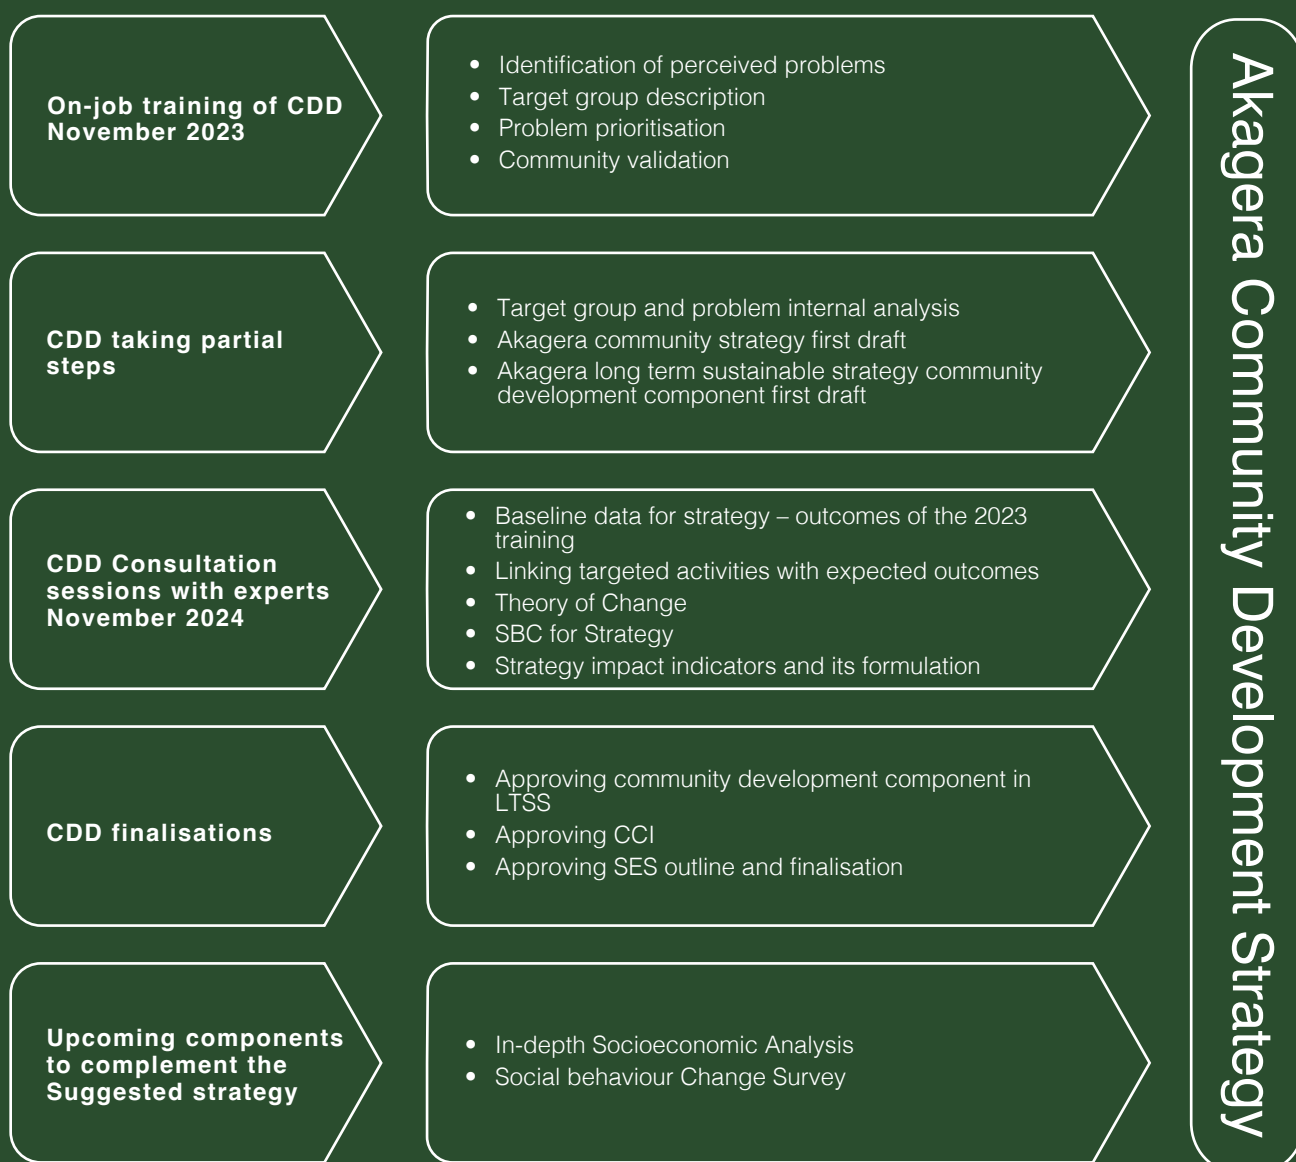 On-job training of CDD
November 2023
• Identification of perceived problems
• Target group description
• Problem prioritisation
• Community validation
CDD taking partial
steps
• Target group and problem internal analysis
• Akagera community strategy first draft
• Akagera long term sustainable strategy community
development component first draft
CDD Consultation
sessions with experts
November 2024
• Baseline data for strategy – outcomes of the 2023
training
• Linking targeted activities with expected outcomes
• Theory of Change
• SBC for Strategy
• Strategy impact indicators and its formulation
CDD finalisations
• Approving community development component in
LTSS
• Approving CCI
• Approving SES outline and finalisation
Upcoming components
to complement the
Suggested strategy
• In-depth Socioeconomic Analysis
• Social behaviour Change Survey
Akagera Community Development Strategy